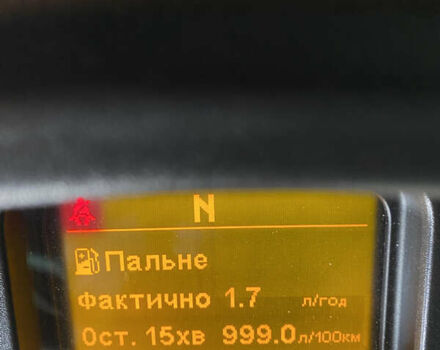 N
Пальне
Фактично 1.7 л/год
Ост. 15хв 999.0 л/100км